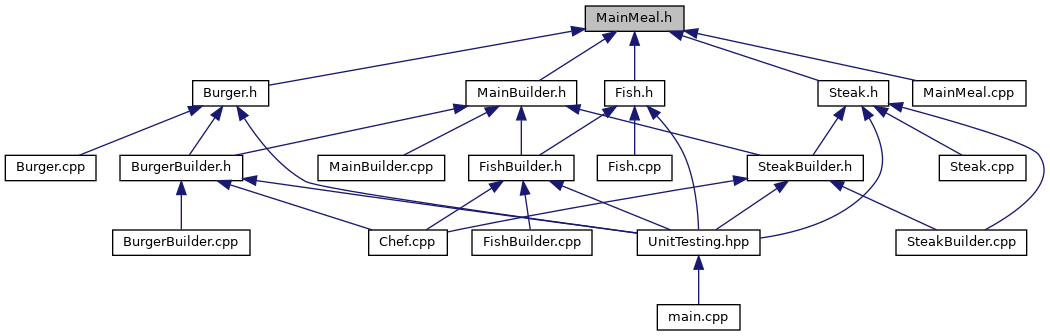 MainMeal.h
Burger.h
MainBuilder.h
Fish.h
Steak.h
MainMeal.cpp
Burger.cpp
BurgerBuilder.h
MainBuilder.cpp
FishBuilder.h
Fish.cpp
SteakBuilder.h
Steak.cpp
BurgerBuilder.cpp
Chef.cpp
FishBuilder.cpp
UnitTesting.hpp
SteakBuilder.cpp
main.cpp